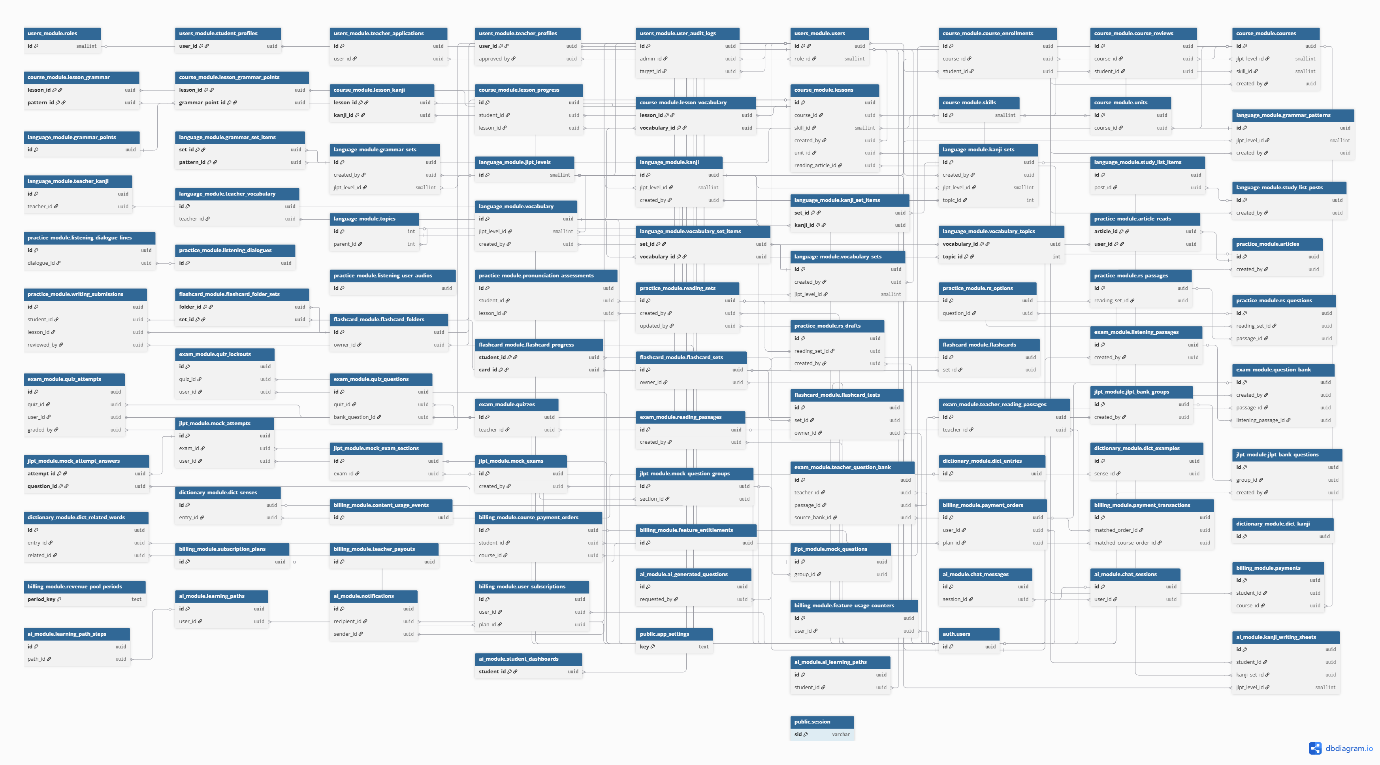 users_module.roles
id smallint
course_module.lesson_grammar
lesson_id uuid
pattern_id uuid
language_module.grammar_points
id uuid
language_module.teacher_kanji
id uuid
teacher_id uuid
practice_module.listening_dialogue_lines
id uuid
dialogue_id uuid
practice_module.writing_submissions
id uuid
student_id uuid
lesson_id uuid
reviewed_by uuid
exam_module.quiz_attempts
id uuid
quiz_id uuid
user_id uuid
graded_by uuid
jlpt_module.mock_attempt_answers
attempt_id uuid
question_id uuid
dictionary_module.dict_related_words
id uuid
entry_id uuid
related_id uuid
billing_module.revenue_pool_periods
period_key text
ai_module.learning_path_steps
id uuid
path_id uuid
users_module.student_profiles
user_id uuid
course_module.lesson_grammar_points
lesson_id uuid
grammar_point_id uuid
language_module.grammar_set_items
set_id uuid
pattern_id uuid
language_module.teacher_vocabulary
id uuid
teacher_id uuid
practice_module.listening_dialogues
id uuid
flashcard_module.flashcard_folder_sets
folder_id uuid
set_id uuid
exam_module.quiz_lockouts
id uuid
quiz_id uuid
user_id uuid
jlpt_module.mock_attempts
id uuid
exam_id uuid
user_id uuid
dictionary_module.dict_senses
id uuid
entry_id uuid
billing_module.subscription_plans
id uuid
ai_module.learning_paths
id uuid
user_id uuid
users_module.teacher_applications
id uuid
user_id uuid
course_module.lesson_kanji
lesson_id uuid
kanji_id uuid
language_module.grammar_sets
id uuid
created_by uuid
jlpt_level_id smallint
language_module.topics
id int
parent_id int
practice_module.listening_user_audios
id uuid
flashcard_module.flashcard_folders
id uuid
owner_id uuid
exam_module.quiz_questions
id uuid
quiz_id uuid
bank_question_id uuid
jlpt_module.mock_exam_sections
id uuid
exam_id uuid
billing_module.content_usage_events
id uuid
billing_module.teacher_payouts
id uuid
ai_module.notifications
id uuid
recipient_id uuid
sender_id uuid
users_module.teacher_profiles
user_id uuid
approved_by uuid
course_module.lesson_progress
id uuid
student_id uuid
lesson_id uuid
language_module.jlpt_levels
id smallint
language_module.vocabulary
id uuid
jlpt_level_id smallint
created_by uuid
practice_module.pronunciation_assessments
id uuid
student_id uuid
lesson_id uuid
flashcard_module.flashcard_progress
student_id uuid
card_id uuid
exam_module.quizzes
id uuid
teacher_id uuid
jlpt_module.mock_exams
id uuid
created_by uuid
billing_module.course_payment_orders
id uuid
student_id uuid
course_id uuid
billing_module.user_subscriptions
id uuid
user_id uuid
plan_id uuid
ai_module.student_dashboards
student_id uuid
users_module.user_audit_logs
id uuid
admin_id uuid
target_id uuid
course_module.lesson_vocabulary
lesson_id uuid
vocabulary_id uuid
language_module.kanji
id uuid
jlpt_level_id smallint
created_by uuid
language_module.vocabulary_set_items
set_id uuid
vocabulary_id uuid
practice_module.reading_sets
id uuid
created_by uuid
updated_by uuid
flashcard_module.flashcard_sets
id uuid
owner_id uuid
exam_module.reading_passages
id uuid
created_by uuid
jlpt_module.mock_question_groups
id uuid
section_id uuid
billing_module.feature_entitlements
id uuid
ai_module.ai_generated_questions
id uuid
requested_by uuid
public.app_settings
key text
users_module.users
id uuid
role_id smallint
course_module.lessons
id uuid
course_id uuid
skill_id smallint
created_by uuid
unit_id uuid
reading_article_id uuid
language_module.kanji_set_items
set_id uuid
kanji_id uuid
language_module.vocabulary_sets
id uuid
created_by uuid
jlpt_level_id smallint
practice_module.rs_drafts
id uuid
reading_set_id uuid
created_by uuid
flashcard_module.flashcard_tests
id uuid
set_id uuid
owner_id uuid
exam_module.teacher_question_bank
id uuid
teacher_id uuid
passage_id uuid
source_bank_id uuid
jlpt_module.mock_questions
id uuid
group_id uuid
billing_module.feature_usage_counters
id uuid
user_id uuid
ai_module.ai_learning_paths
id uuid
student_id uuid
public.session
sid varchar
course_module.course_enrollments
id uuid
course_id uuid
student_id uuid
course_module.skills
id smallint
language_module.kanji_sets
id uuid
created_by uuid
jlpt_level_id smallint
topic_id int
language_module.vocabulary_topics
vocabulary_id uuid
topic_id int
practice_module.rs_options
id uuid
question_id uuid
flashcard_module.flashcards
id uuid
set_id uuid
exam_module.teacher_reading_passages
id uuid
teacher_id uuid
dictionary_module.dict_entries
id uuid
billing_module.payment_orders
id uuid
user_id uuid
plan_id uuid
ai_module.chat_messages
id uuid
session_id uuid
auth.users
id uuid
course_module.course_reviews
id uuid
course_id uuid
student_id uuid
course_module.units
id uuid
course_id uuid
language_module.study_list_items
id uuid
post_id uuid
practice_module.article_reads
article_id uuid
user_id uuid
practice_module.rs_passages
id uuid
reading_set_id uuid
exam_module.listening_passages
id uuid
created_by uuid
jlpt_module.jlpt_bank_groups
id uuid
created_by uuid
dictionary_module.dict_examples
id uuid
sense_id uuid
billing_module.payment_transactions
id uuid
matched_order_id uuid
matched_course_order_id uuid
ai_module.chat_sessions
id uuid
user_id uuid
course_module.courses
id uuid
jlpt_level_id smallint
skill_id smallint
created_by uuid
language_module.grammar_patterns
id uuid
jlpt_level_id smallint
created_by uuid
language_module.study_list_posts
id uuid
created_by uuid
practice_module.articles
id uuid
created_by uuid
practice_module.rs_questions
id uuid
reading_set_id uuid
passage_id uuid
exam_module.question_bank
id uuid
created_by uuid
passage_id uuid
listening_passage_id uuid
jlpt_module.jlpt_bank_questions
id uuid
group_id uuid
created_by uuid
dictionary_module.dict_kanji
id uuid
billing_module.payments
id uuid
student_id uuid
course_id uuid
ai_module.kanji_writing_sheets
id uuid
student_id uuid
kanji_set_id uuid
jlpt_level_id smallint
dbdiagram.io